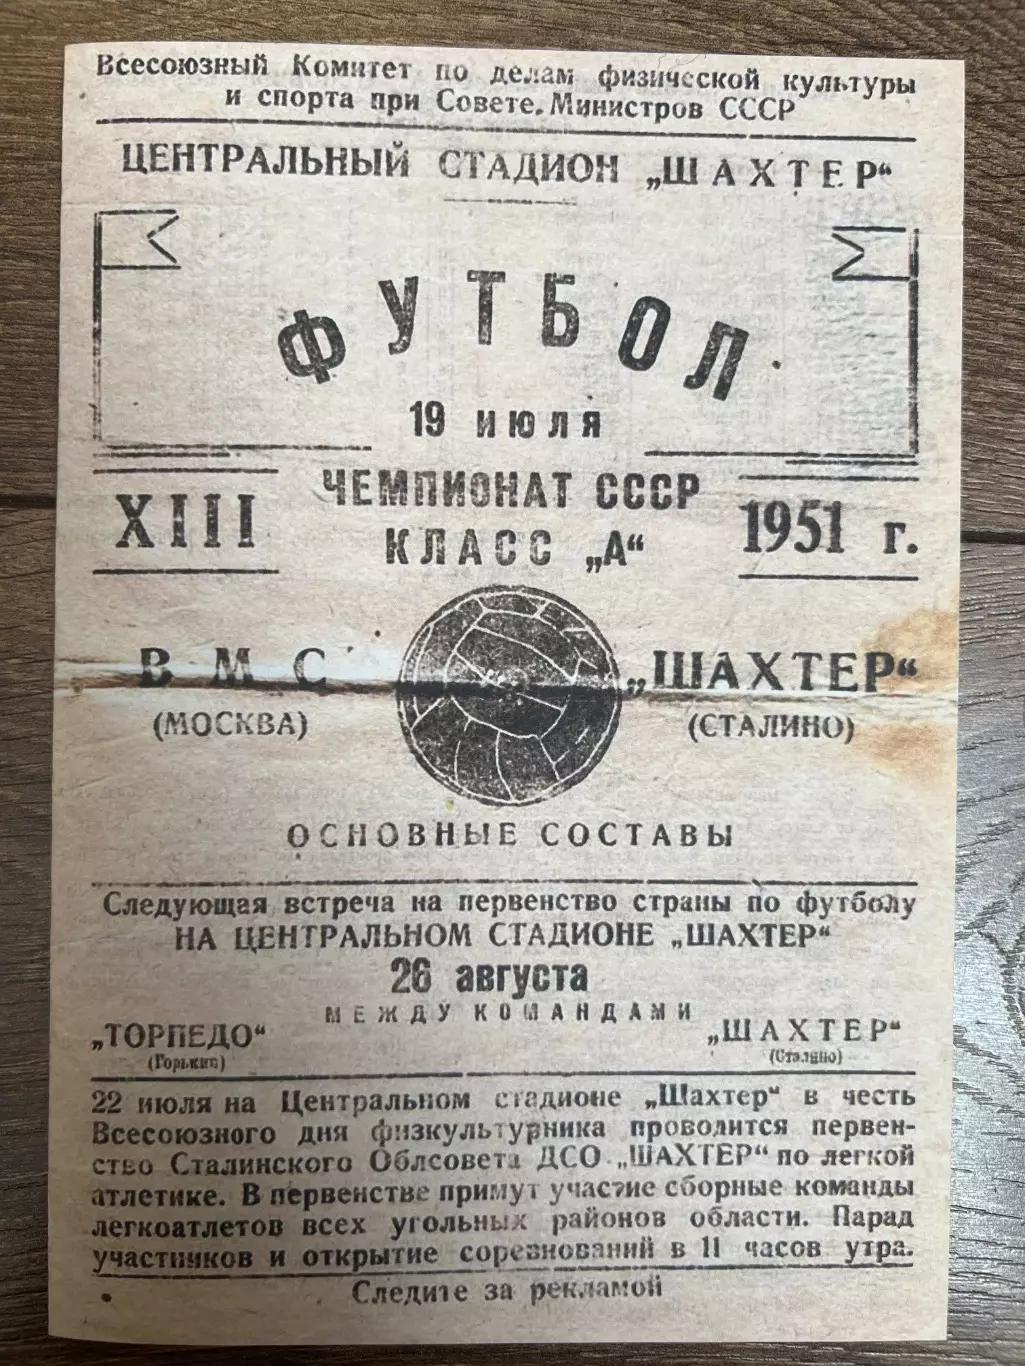 Всесоюзный Комитет по делам физической культуры
и спорта при Совете Министров СССР
ЦЕНТРАЛЬНЫЙ СТАДИОН „ШАХТЕР“
ФУТБОЛ
19 ИЮЛЯ
XIII
ЧЕМПИОНАТ СССР
КЛАСС „А“
1951 г.
ВМС
(МОСКВА)
„ШАХТЕР“
(СТАЛИНО)
ОСНОВНЫЕ СОСТАВЫ
Следующая встреча на первенство страны по футболу
НА ЦЕНТРАЛЬНОМ СТАДИОНЕ „ШАХТЕР“
26 августа
МЕЖДУ КОМАНДАМИ
„ТОРПЕДО“
(Горький)
„ШАХТЕР“
(Сталино)
22 июля на Центральном стадионе „Шахтер“ в честь
Всесоюзного дня физкультурника проводится первен-
ство Сталинского Облсовета ДСО „ШАХТЕР“ по легкой
атлетике. В первенстве примут участие сборные команды
легкоатлетов всех угольных районов области. Парад
участников и открытие соревнований в 11 часов утра.
Следите за рекламой